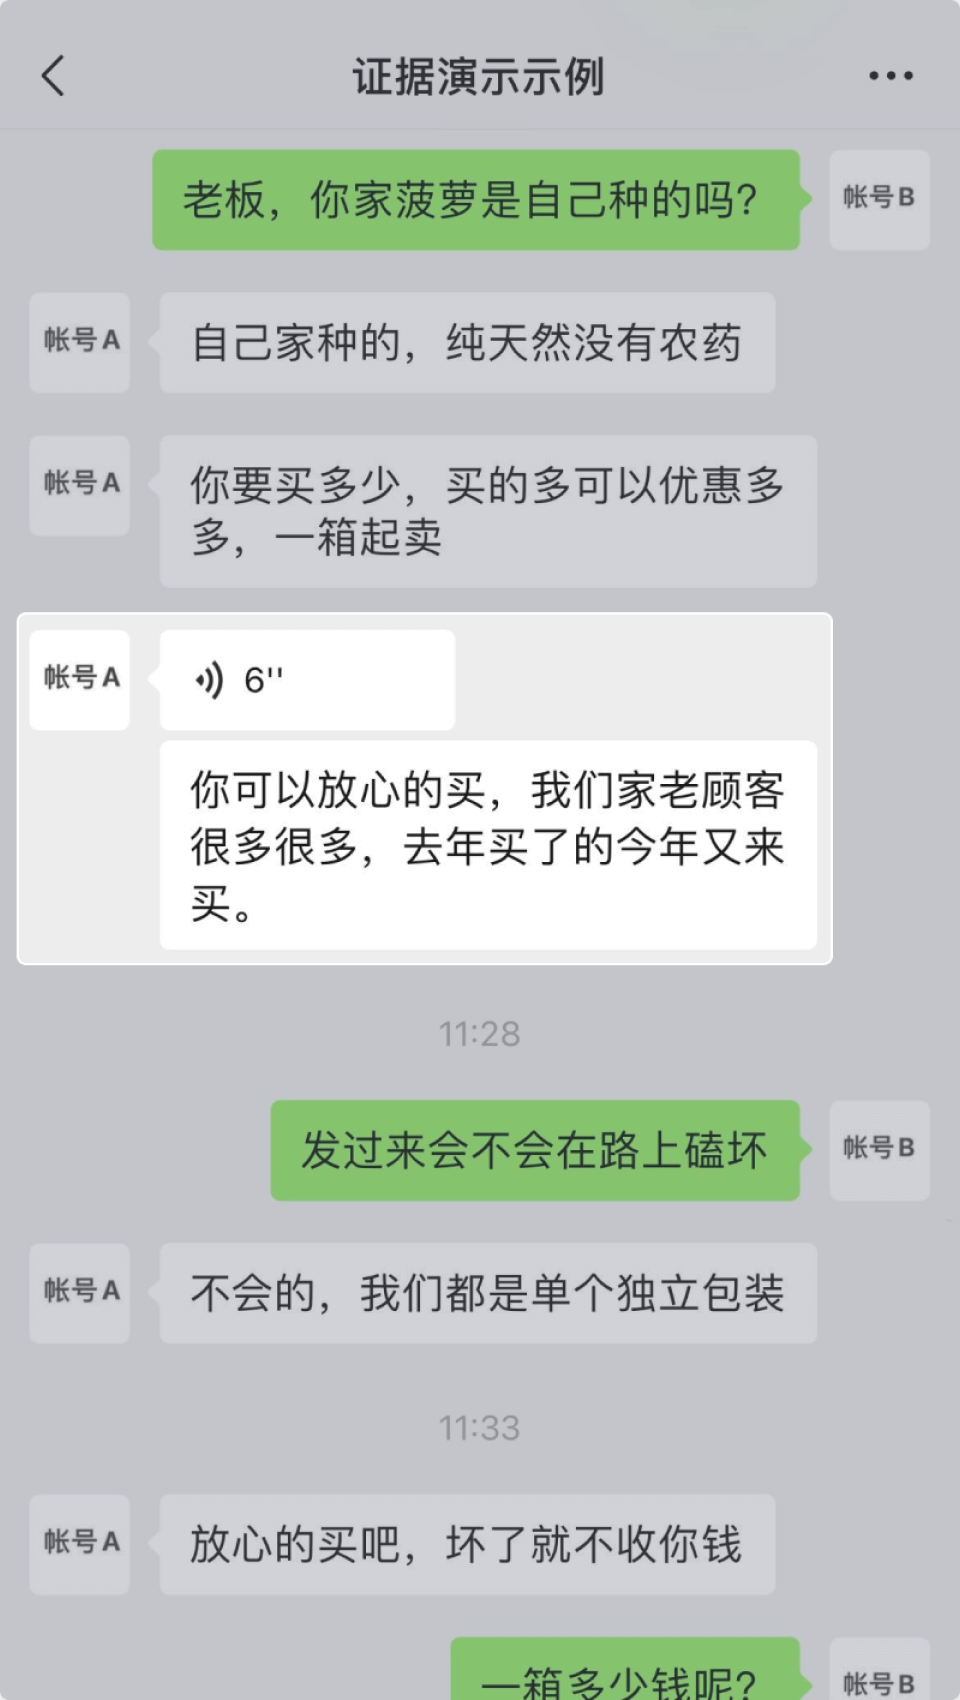 证据演示示例
老板，你家菠萝是自己种的吗?
帐号B
帐号A
自己家种的，纯天然没有农药
帐号A
你要买多少，买的多可以优惠多
多，一箱起卖
帐号A
6''
你可以放心的买，我们家老顾客
很多很多，去年买了的今年又来
买。
11:28
发过来会不会在路上磕坏
帐号B
帐号A
不会的，我们都是单个独立包装
11:33
帐号A
放心的买吧，坏了就不收你钱
一箱多少钱呢?
帐号B